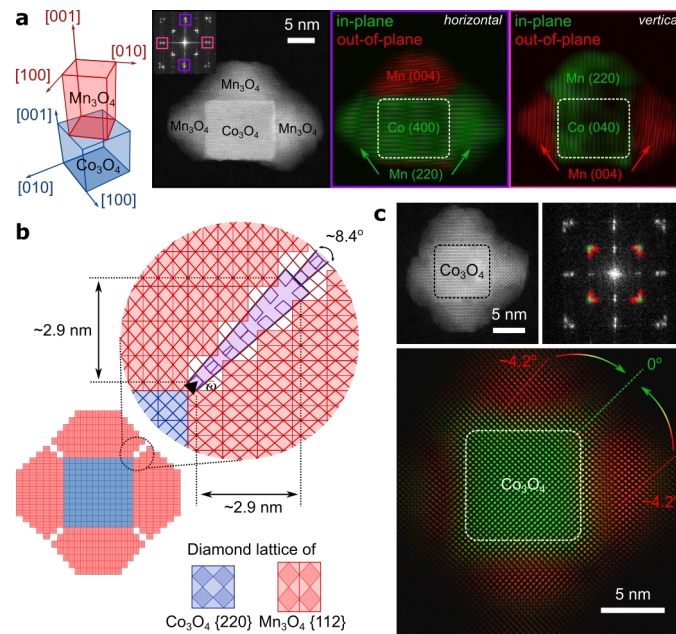 a
[001]
[010]
[100]
Mn3O4
[001]
Co3O4
[010]
[100]
5 nm
Mn3O4
Mn3O4
Co3O4
Mn3O4
in-plane
horizontal
out-of-plane
Mn (004)
Co (400)
Mn (220)
in-plane
vertical
out-of-plane
Mn (220)
Co (040)
Mn (004)
b
~8.4°
~2.9 nm
ω
~2.9 nm
Diamond lattice of
Co3O4 {220}
Mn3O4 {112}
c
Co3O4
5 nm
~4.2°
0°
Co3O4
~4.2°
5 nm